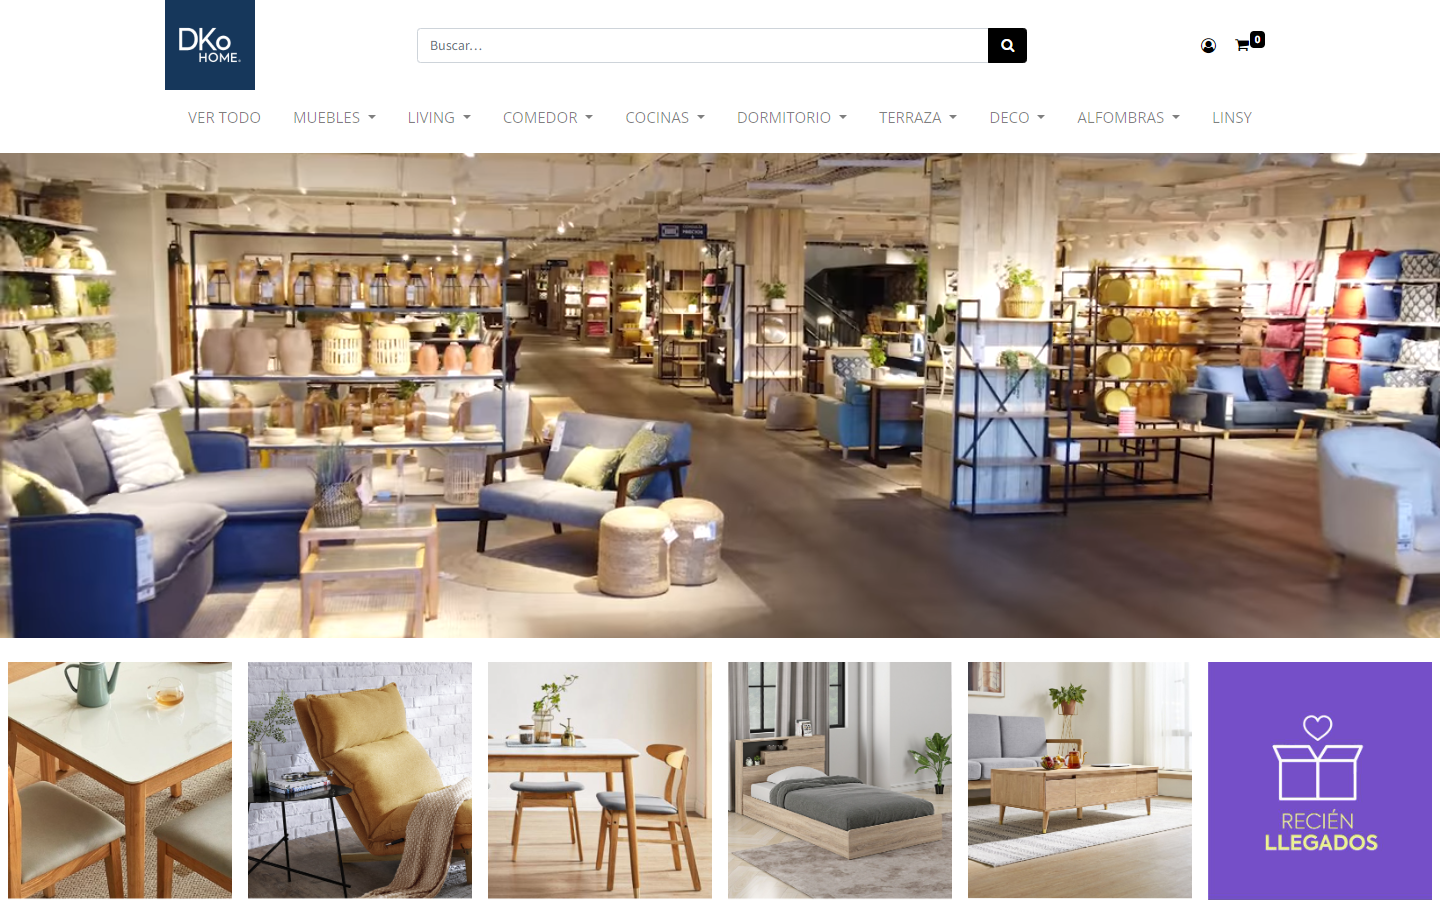 DKo
HOME
Buscar...
0
VER TODO
MUEBLES
LIVING
COMEDOR
COCINAS
DORMITORIO
TERRAZA
DECO
ALFOMBRAS
LINSY
RECIÉN
LLEGADOS